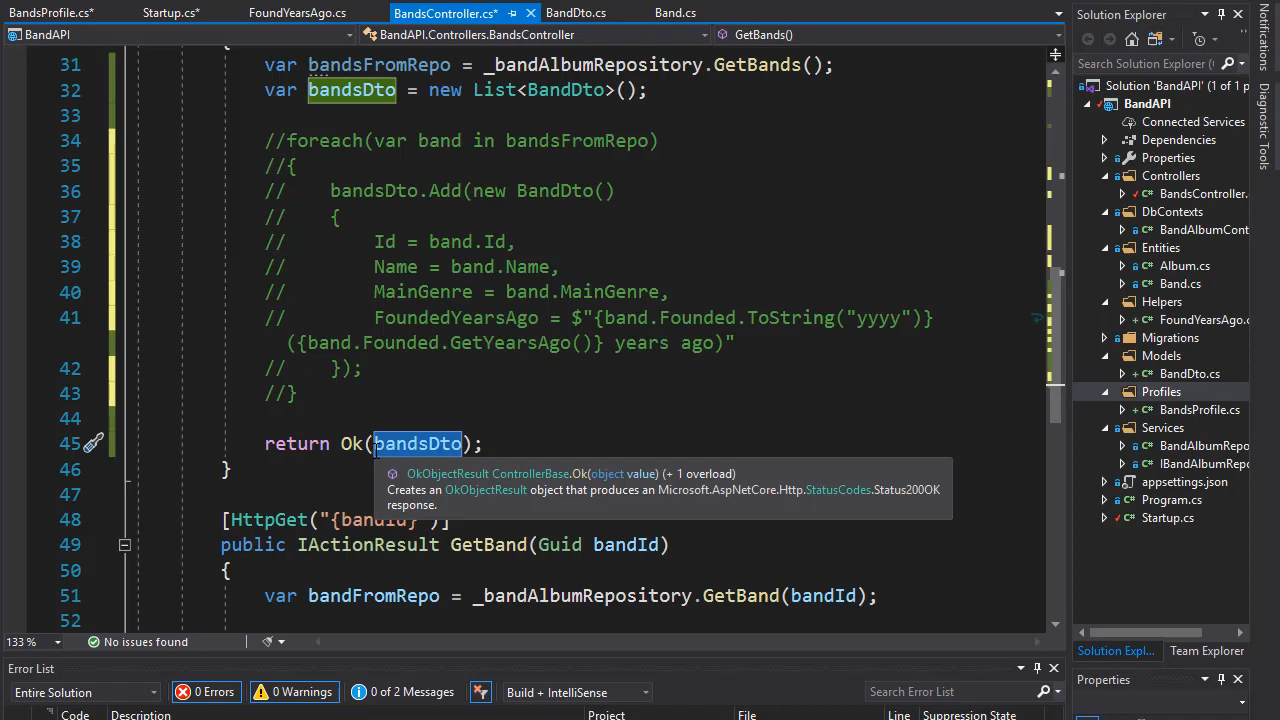 BandsProfile.cs*
Startup.cs*
FoundYearsAgo.cs
BandsController.cs*
BandDto.cs
Band.cs
BandAPI
BandAPI.Controllers.BandsController
GetBands()
30
31 var bandsFromRepo = _bandAlbumRepository.GetBands();
32 var bandsDto = new List<BandDto>();
33
34 //foreach(var band in bandsFromRepo)
35 //{
36 // bandsDto.Add(new BandDto()
37 // {
38 // Id = band.Id,
39 // Name = band.Name,
40 // MainGenre = band.MainGenre,
41 // FoundedYearsAgo = $"{band.Founded.ToString("yyyy")}
({band.Founded.GetYearsAgo()} years ago)"
42 // });
43 //}
44
45 return Ok(bandsDto);
OkObjectResult ControllerBase.Ok(object value) (+ 1 overload)
Creates an OkObjectResult object that produces an Microsoft.AspNetCore.Http.StatusCodes.Status200OK
response.
46 }
47
48 [HttpGet("{bandId}")]
49 public IActionResult GetBand(Guid bandId)
50 {
51 var bandFromRepo = _bandAlbumRepository.GetBand(bandId);
52
133 %
No issues found
Error List
Entire Solution
0 Errors
0 Warnings
0 of 2 Messages
Build + IntelliSense
Search Error List
Code
Description
Project
File
Line
Suppression State
Solution Explorer
Search Solution Explorer (
Solution 'BandAPI' (1 of 1 p
BandAPI
Connected Services
Dependencies
Properties
Controllers
BandsController.
DbContexts
BandAlbumCont
Entities
Album.cs
Band.cs
Helpers
FoundYearsAgo.c
Migrations
Models
BandDto.cs
Profiles
BandsProfile.cs
Services
BandAlbumRepo
IBandAlbumRepo
appsettings.json
Program.cs
Startup.cs
Solution Expl...
Team Explorer
Properties
Notifications
Diagnostic Tools